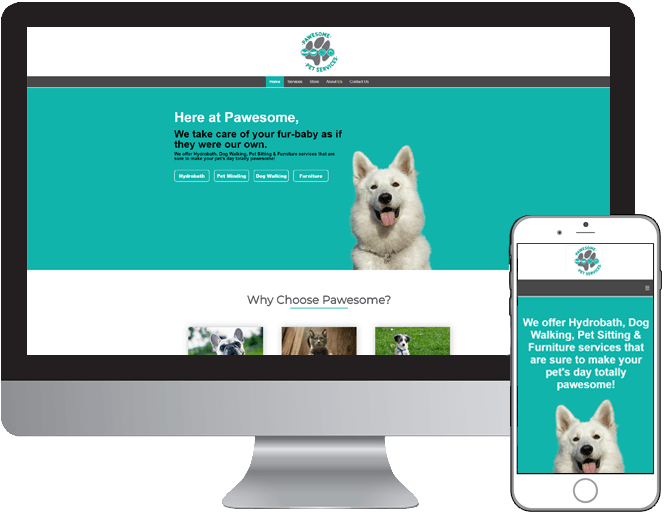 PAWESOME
PET SERVICES
Home Services Store About Us Contact Us
Here at Pawesome,
We take care of your fur-baby as if
they were our own.
We offer Hydrobath, Dog Walking, Pet Sitting & Furniture services that are
sure to make your pet's day totally pawesome!
Hydrobath Pet Minding Dog Walking Furniture
Why Choose Pawesome?
PAWESOME
PET SERVICES
We offer Hydrobath, Dog
Walking, Pet Sitting &
Furniture services that
are sure to make your
pet's day totally
pawesome!